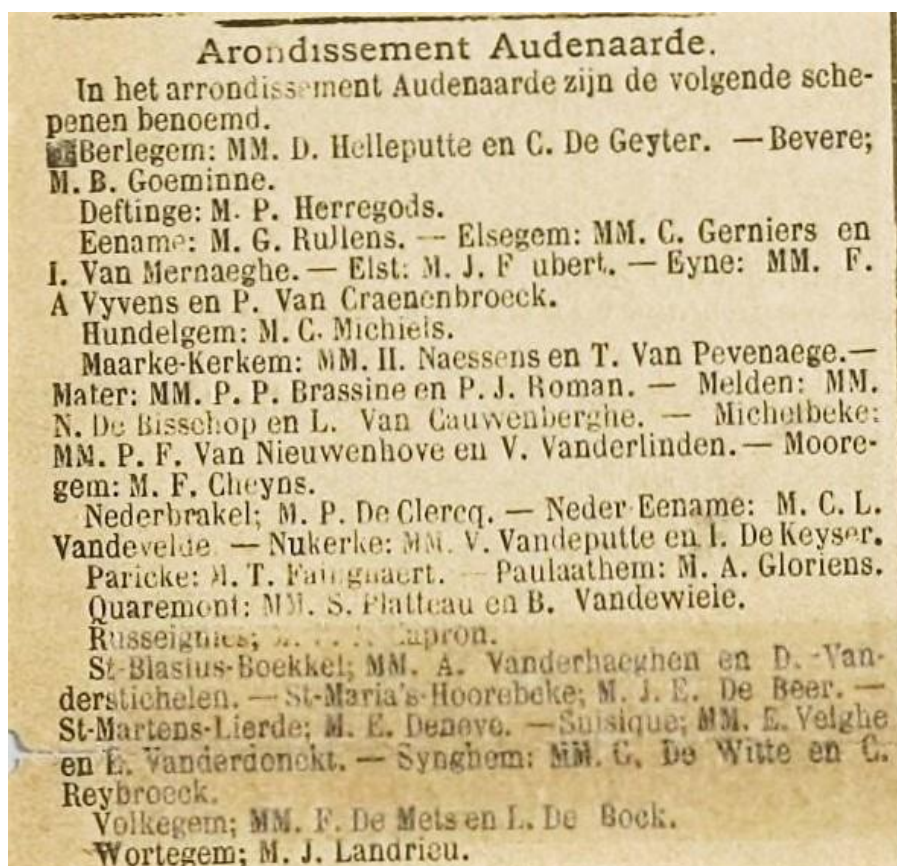 Arondissement Audenaarde.
In het arrondissement Audenaarde zijn de volgende sche-
penen benoemd.
Berlegem: MM. D. Helleputte en C. De Geyter. — Bevere;
M. B. Goeminne.
Deftinge: M. P. Herregods.
Eename: M. G. Rullens. — Elsegem: MM. C. Gerniers en
I. Van Mernaeghe. — Elst: M. J. F ubert. — Eyne: MM. F.
A Vyvens en P. Van Craenenbroeck.
Hundelgem: M. C. Michiels.
Maarke-Kerkem: MM. H. Naessens en T. Van Pevenaege.—
Mater: MM. P. P. Brassine en P. J. Roman. — Melden: MM.
N. De Bisschop en L. Van Cauwenberghe. — Michelbeke:
MM. P. F. Van Nieuwenhove en V. Vanderlinden. — Moore-
gem: M. F. Cheyns.
Nederbrakel; M. P. De Clercq. — Neder-Eename: M. C. L.
Vandevelde — Nukerke: MM. V. Vandeputte en I. De Keyser.
Paricke: M. T. — Paulaathem: M. A. Gloriens.
Quaremont: MM. S. Platteau en B. Vandewiele.
Russeignies; Capron.
St-Blasius-Boekkel; MM. A. Vanderhaeghen en D. -Van-
derstichelen. — St-Maria's-Hoorebeke; M. J. E. De Beer. —
St-Martens-Lierde; M. E. Deneve. — Sulsique; MM. E. Velghe
en E. Vanderdonckt. — Synghem: MM. G. De Witte en C.
Reybroeck.
Volkegem; MM. F. De Mets en L. De Bock.
Wortegem; M. J. Landrieu.